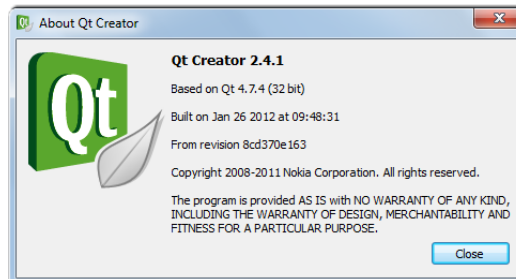 About Qt Creator
Qt
Qt Creator 2.4.1
Based on Qt 4.7.4 (32 bit)
Built on Jan 26 2012 at 09:48:31
From revision 8cd370e163
Copyright 2008-2011 Nokia Corporation. All rights reserved.
The program is provided AS IS with NO WARRANTY OF ANY KIND,
INCLUDING THE WARRANTY OF DESIGN, MERCHANTABILITY AND
FITNESS FOR A PARTICULAR PURPOSE.
Close